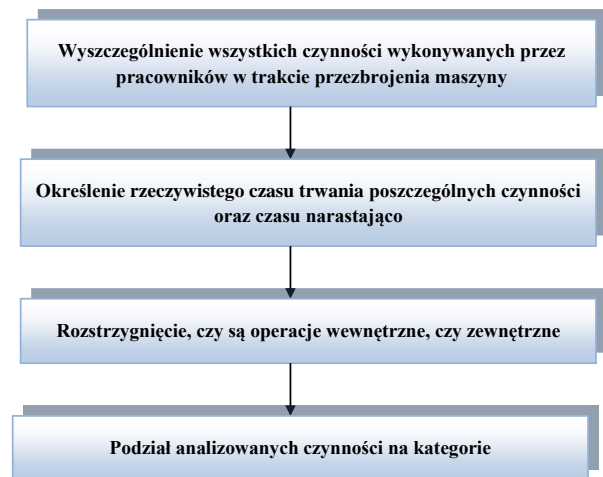 Wyszczególnienie wszystkich czynności wykonywanych przez
pracowników w trakcie przezbrojenia maszyny
Określenie rzeczywistego czasu trwania poszczególnych czynności
oraz czasu narastająco
Rozstrzygnięcie, czy są operacje wewnętrzne, czy zewnętrzne
Podział analizowanych czynności na kategorie